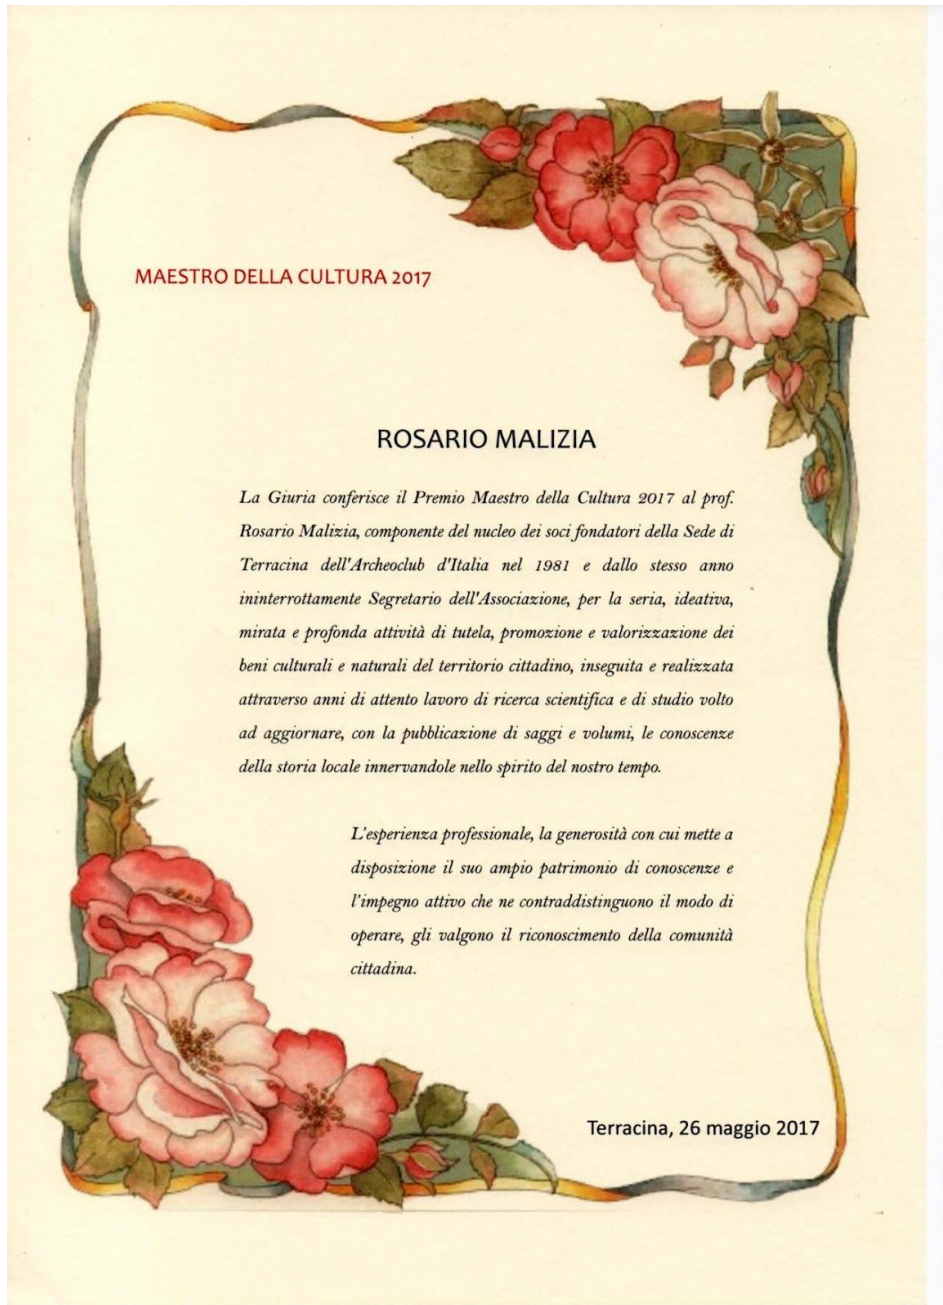 MAESTRO DELLA CULTURA 2017
ROSARIO MALIZIA
La Giuria conferisce il Premio Maestro della Cultura 2017 al prof.
Rosario Malizia, componente del nucleo dei soci fondatori della Sede di
Terracina dell'Archeoclub d'Italia nel 1981 e dallo stesso anno
ininterrottamente Segretario dell'Associazione, per la seria, ideativa,
mirata e profonda attività di tutela, promozione e valorizzazione dei
beni culturali e naturali del territorio cittadino, inseguita e realizzata
attraverso anni di attento lavoro di ricerca scientifica e di studio volto
ad aggiornare, con la pubblicazione di saggi e volumi, le conoscenze
della storia locale innervandole nello spirito del nostro tempo.
L'esperienza professionale, la generosità con cui mette a
disposizione il suo ampio patrimonio di conoscenze e
l'impegno attivo che ne contraddistinguono il modo di
operare, gli valgono il riconoscimento della comunità
cittadina.
Terracina, 26 maggio 2017